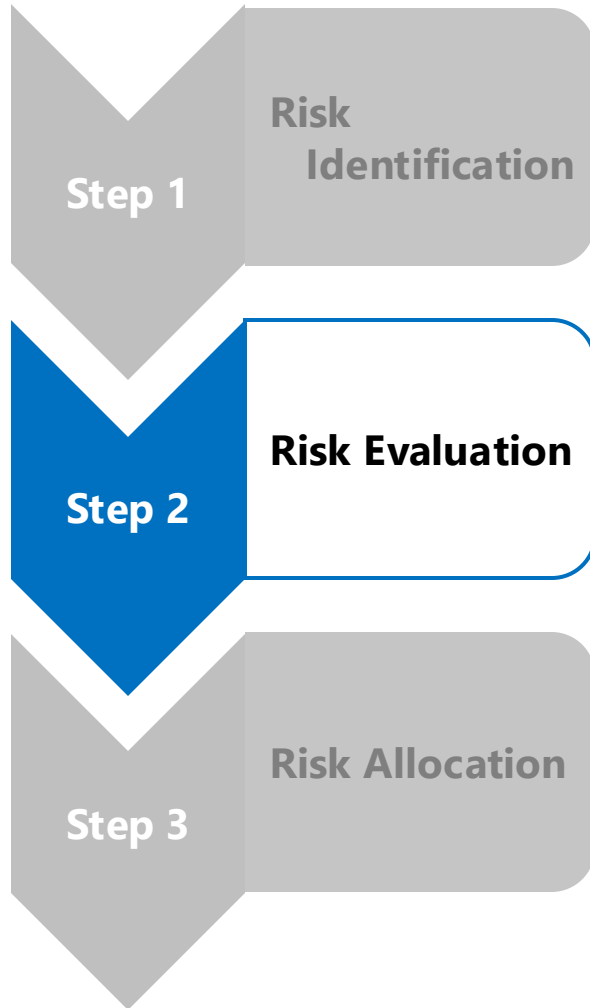 Step 1
Risk
Identification
Step 2
Risk Evaluation
Step 3
Risk Allocation